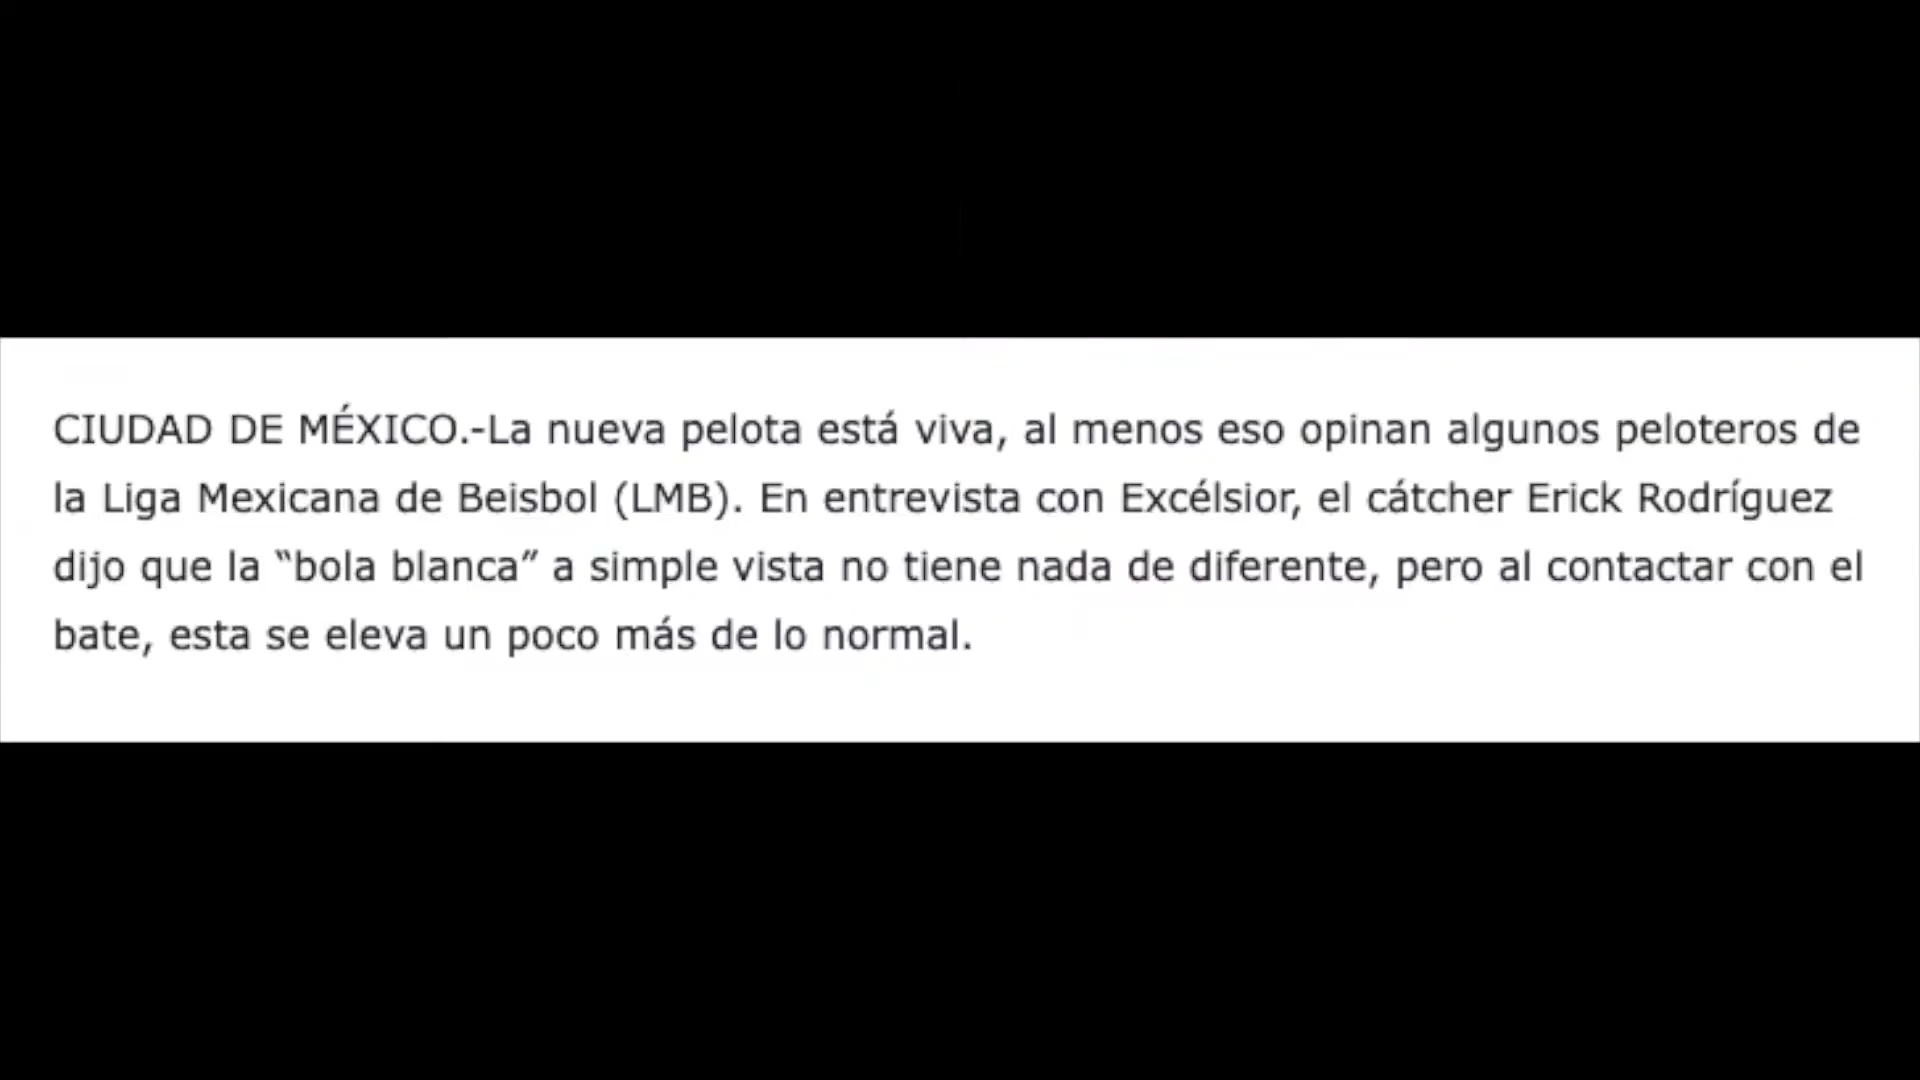 CIUDAD DE MÉXICO.-La nueva pelota está viva, al menos eso opinan algunos peloteros de
la Liga Mexicana de Beisbol (LMB). En entrevista con Excélsior, el cátcher Erick Rodríguez
dijo que la “bola blanca” a simple vista no tiene nada de diferente, pero al contactar con el
bate, esta se eleva un poco más de lo normal.